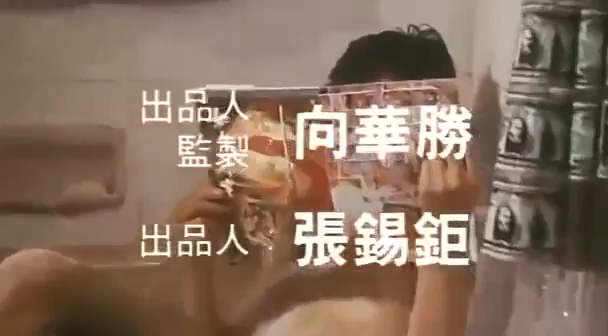 出品人
監製
向華勝
出品人
張錫鉅